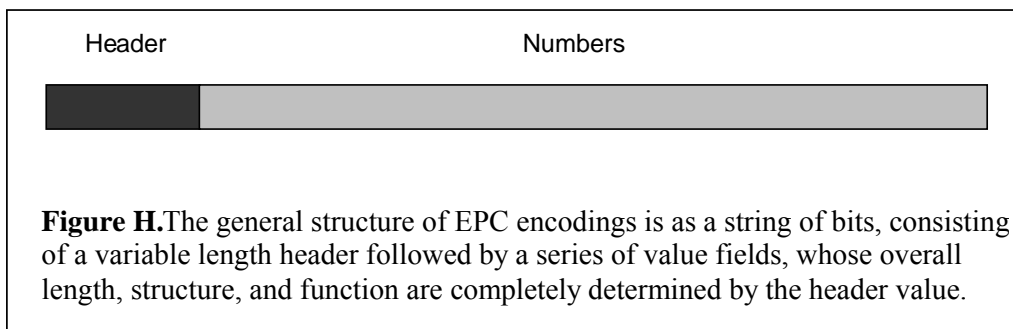 Header Numbers
Figure H.The general structure of EPC encodings is as a string of bits, consisting
of a variable length header followed by a series of value fields, whose overall
length, structure, and function are completely determined by the header value.